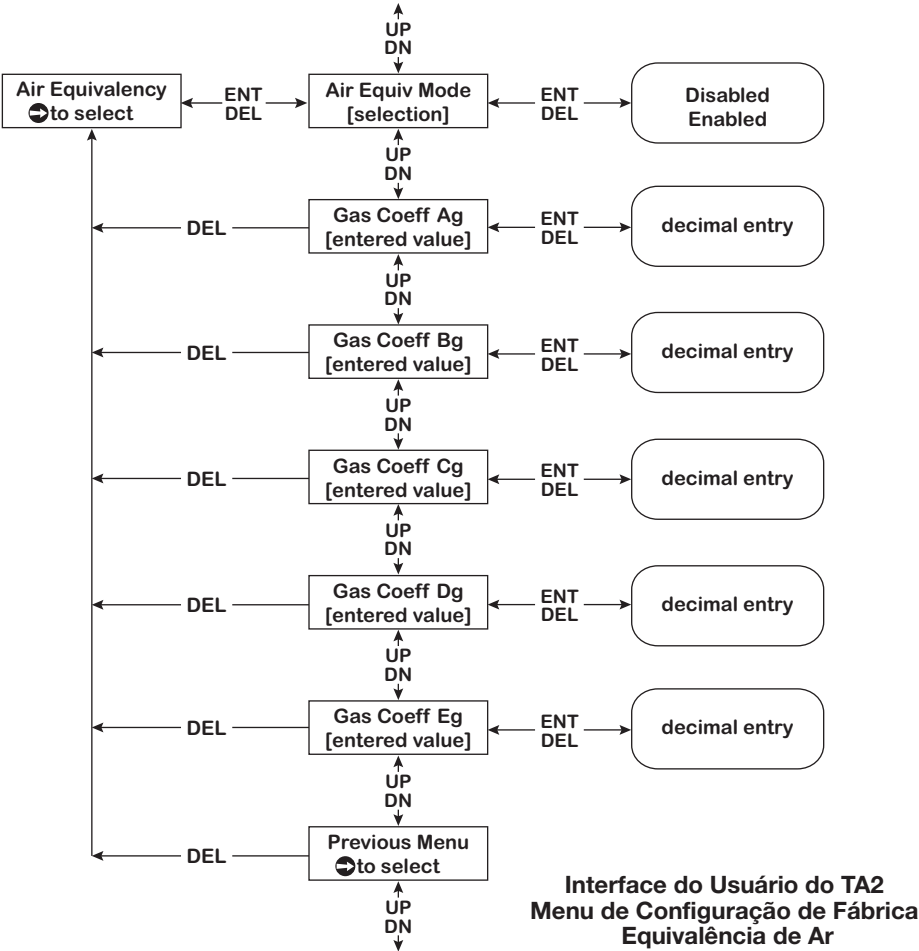 UP
DN
Air Equivalency
➲to select
ENT
DEL
Air Equiv Mode
[selection]
ENT
DEL
Disabled
Enabled
UP
DN
DEL
Gas Coeff Ag
[entered value]
ENT
DEL
decimal entry
UP
DN
DEL
Gas Coeff Bg
[entered value]
ENT
DEL
decimal entry
UP
DN
DEL
Gas Coeff Cg
[entered value]
ENT
DEL
decimal entry
UP
DN
DEL
Gas Coeff Dg
[entered value]
ENT
DEL
decimal entry
UP
DN
DEL
Gas Coeff Eg
[entered value]
ENT
DEL
decimal entry
UP
DN
DEL
Previous Menu
➲to select
UP
DN
Interface do Usuário do TA2
Menu de Configuração de Fábrica
Equivalência de Ar